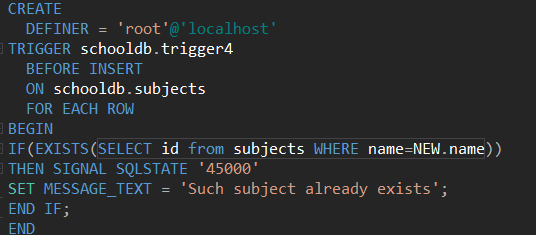 CREATE
DEFINER = 'root'@'localhost'
TRIGGER schooldb.trigger4
BEFORE INSERT
ON schooldb.subjects
FOR EACH ROW
BEGIN
IF(EXISTS(SELECT id from subjects WHERE name=NEW.name))
THEN SIGNAL SQLSTATE '45000'
SET MESSAGE_TEXT = 'Such subject already exists';
END IF;
END